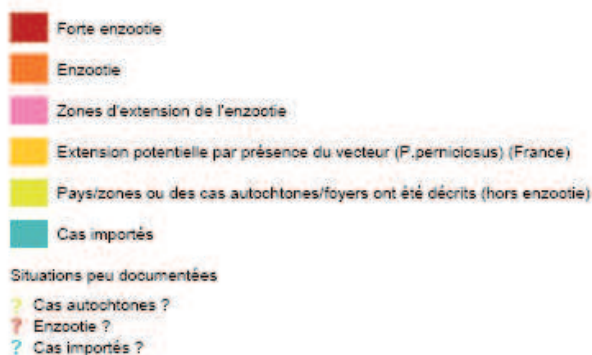 Forte enzootie
Enzootie
Zones d'extension de l'enzootie
Extension potentielle par présence du vecteur (P.perniciosus) (France)
Pays/zones ou des cas autochtones/foyers ont été décrits (hors enzootie)
Cas importés
Situations peu documentées
? Cas autochtones ?
? Enzootie ?
? Cas importés ?